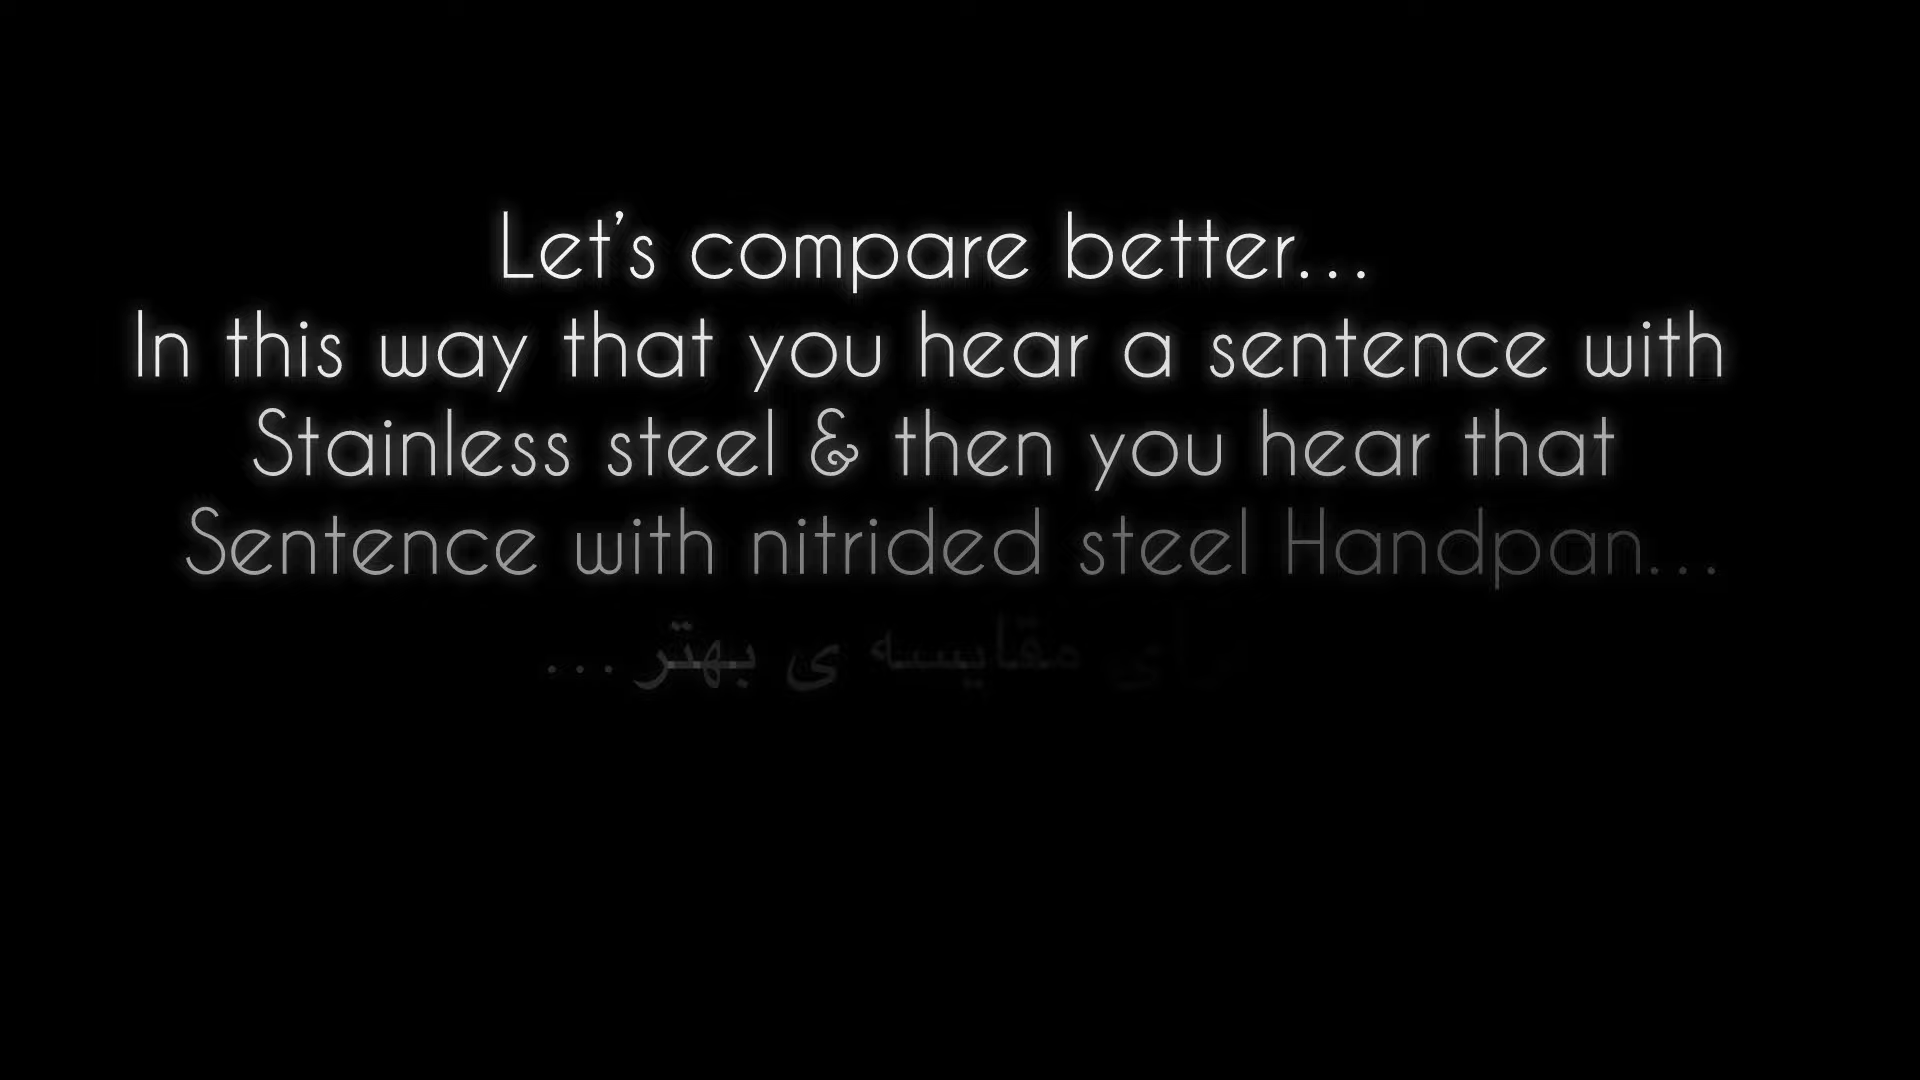 Let's compare better...
In this way that you hear a sentence with
Stainless steel & then you hear that
Sentence with nitrided steel Handpan...
برای مقایسه ی بهتر...